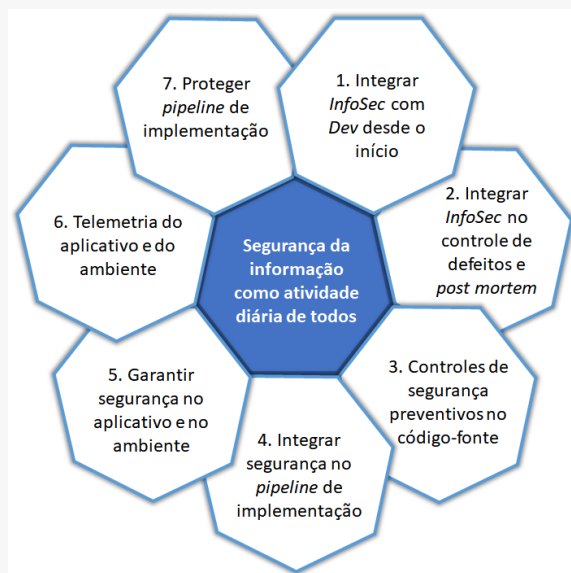 7. Proteger
pipeline de
implementação
1. Integrar
InfoSec com
Dev desde o
início
2. Integrar
InfoSec no
controle de
defeitos e
post mortem
6. Telemetria do
aplicativo e do
ambiente
Segurança da
informação
como atividade
diária de todos
3. Controles de
segurança
preventivos no
código-fonte
5. Garantir
segurança no
aplicativo e no
ambiente
4. Integrar
segurança no
pipeline de
implementação